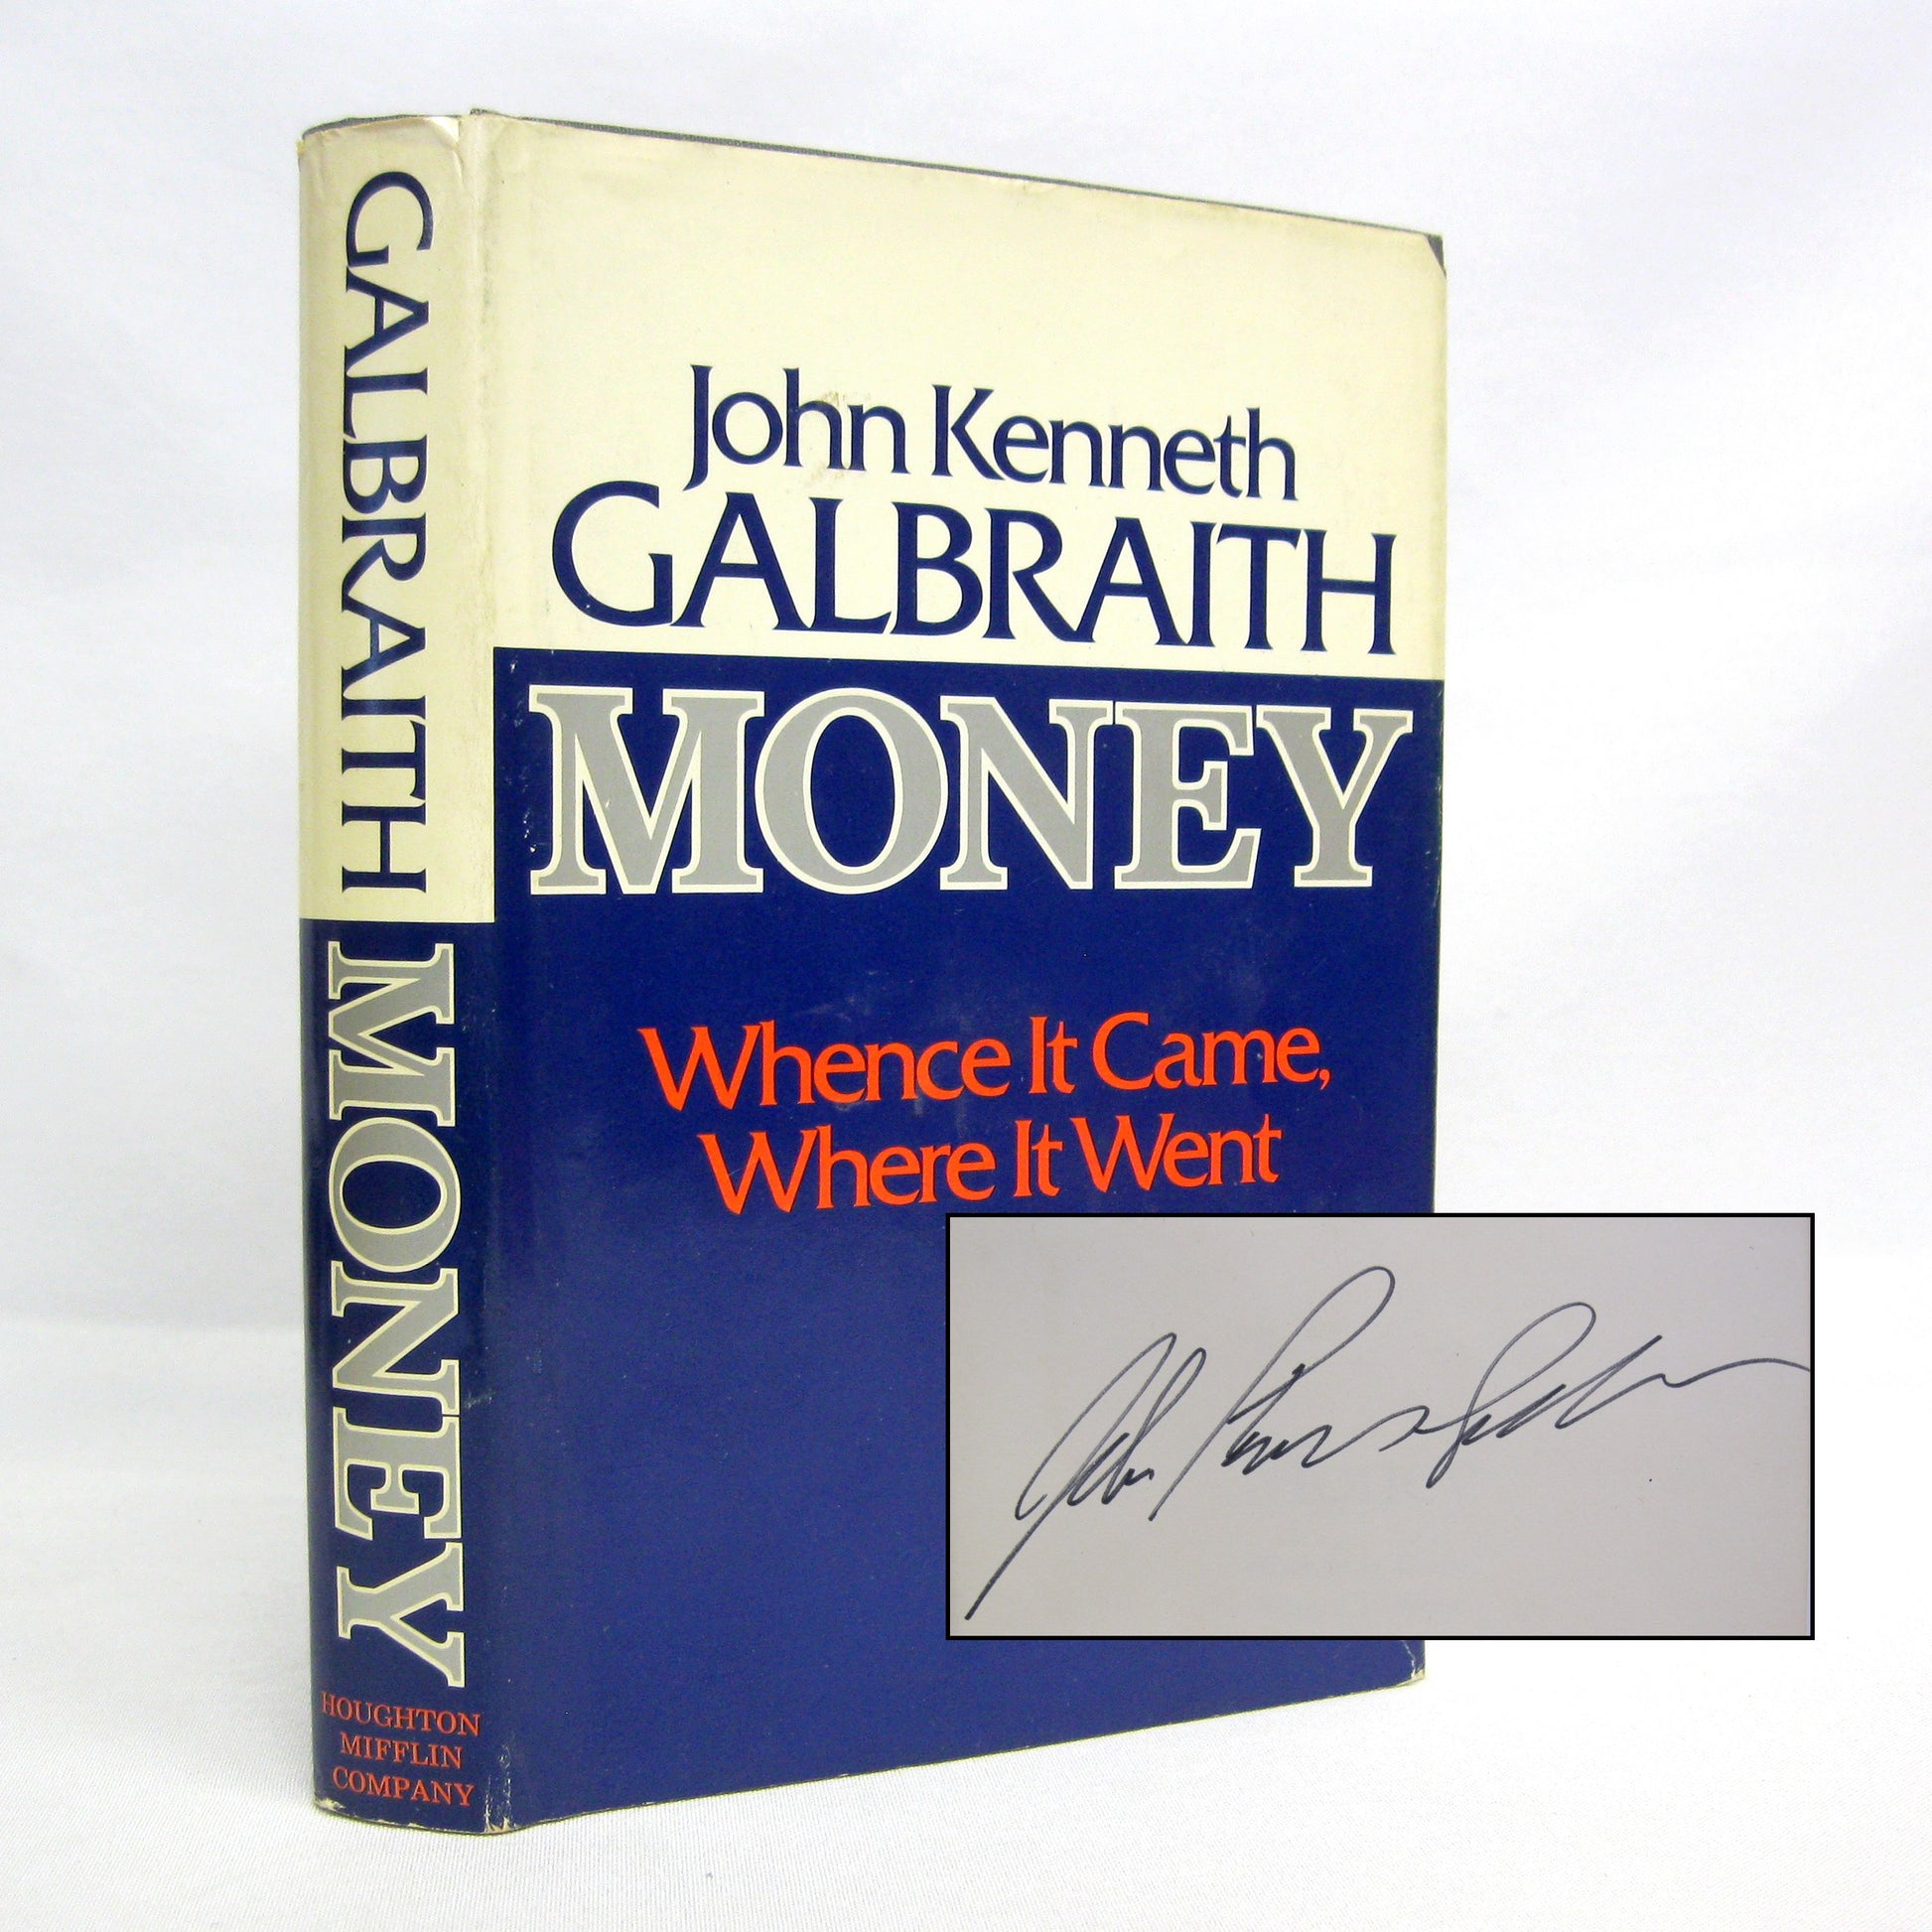 GALBRAITH MONEY
HOUGHTON
MIFFLIN
COMPANY
John Kenneth
GALBRAITH
MONEY
Whence It Came,
Where It Went